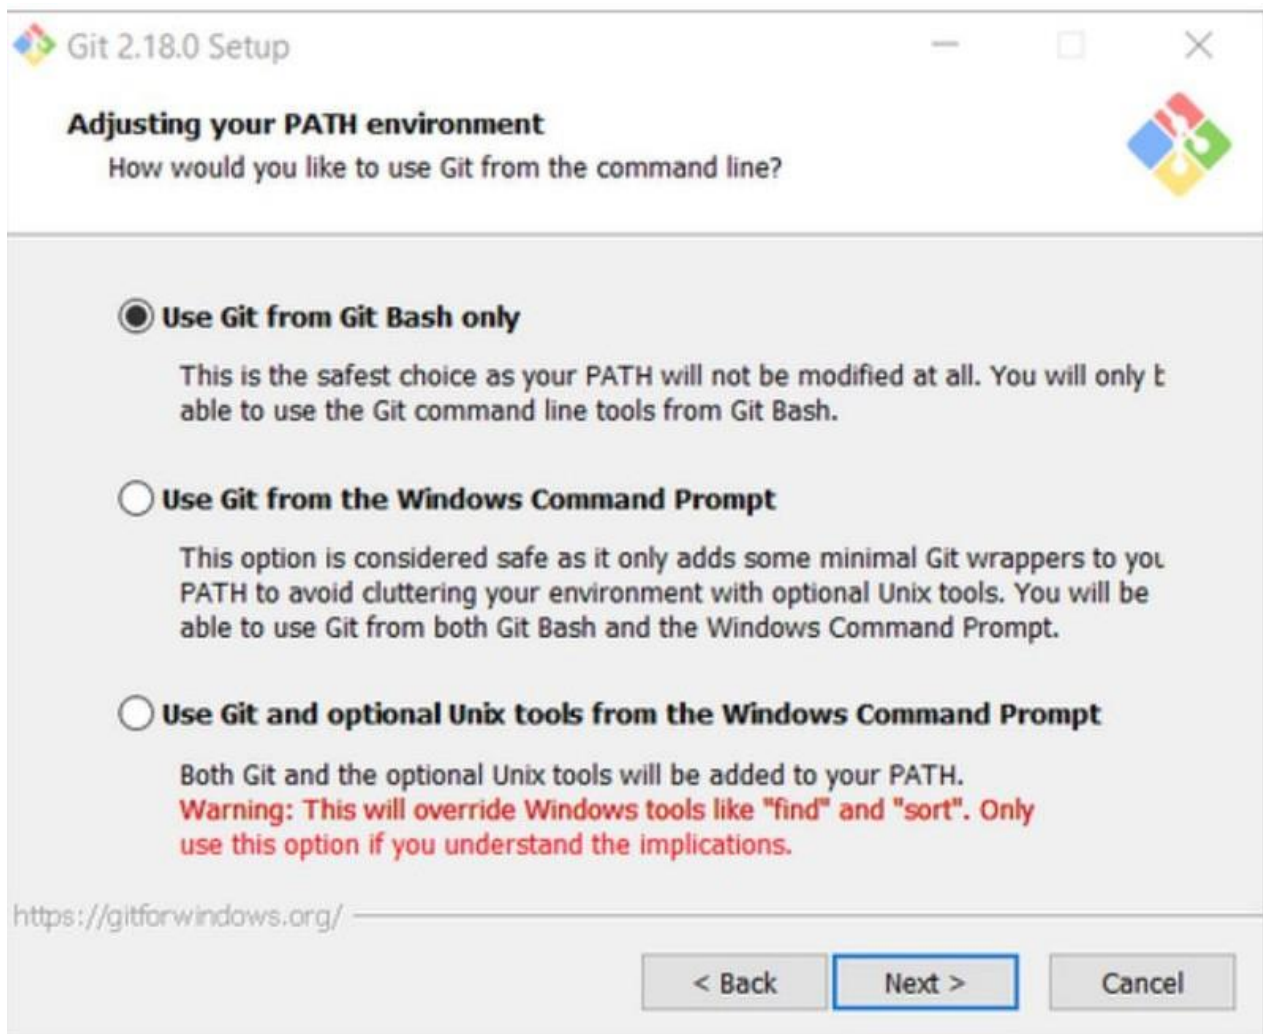 Git 2.18.0 Setup
Adjusting your PATH environment
How would you like to use Git from the command line?
Use Git from Git Bash only
This is the safest choice as your PATH will not be modified at all. You will only
able to use the Git command line tools from Git Bash.
Use Git from the Windows Command Prompt
This option is considered safe as it only adds some minimal Git wrappers to you
PATH to avoid cluttering your environment with optional Unix tools. You will be
able to use Git from both Git Bash and the Windows Command Prompt.
Use Git and optional Unix tools from the Windows Command Prompt
Both Git and the optional Unix tools will be added to your PATH.
Warning: This will override Windows tools like "find" and "sort". Only
use this option if you understand the implications.
https://gitforwindows.org/
< Back
Next >
Cancel